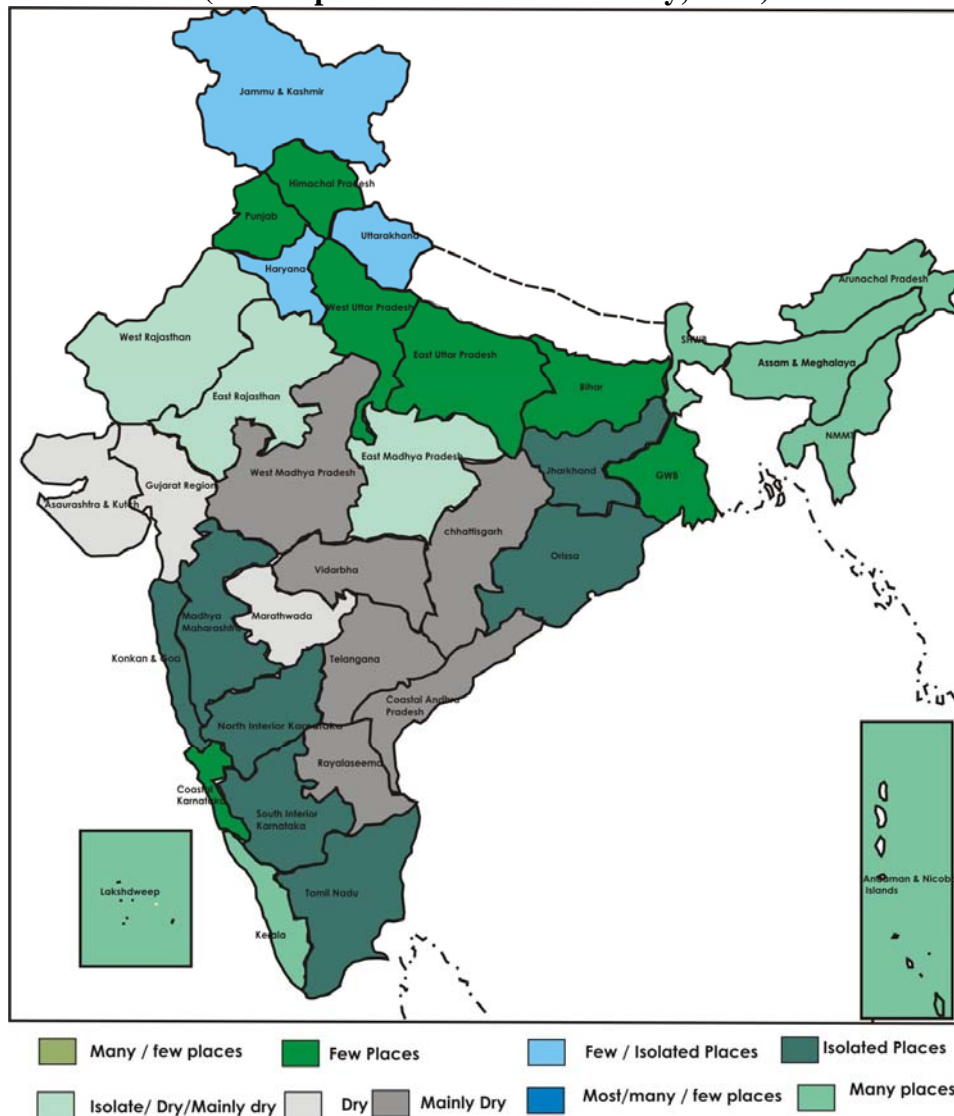 Jammu & Kashmir
Himachal Pradesh
Punjab
Uttarakhand
Haryana
Arunachal Pradesh
West Uttar Pradesh
West Rajasthan
SHWB
East Uttar Pradesh
Assam & Meghalaya
Bihar
East Rajasthan
NMMT
East Madhya Pradesh
West Madhya Pradesh
Jharkhand
GWB
Gujarat Region
Asaurashtra & Kutch
chhattisgarh
Orissa
Vidarbha
Marathwada
Madhya
Maharashtra
Konkan & Goa
Telangana
Coastal Andhra
Pradesh
North Interior Karnataka
Rayalaseema
Coastal
Karnataka
South Interior
Karnataka
Lakshdweep
Tamil Nadu
Andaman & Nicob
Islands
Kerala
Many / few places
Few Places
Few / Isolated Places
Isolated Places
Isolate/ Dry/Mainly dry
Dry
Mainly Dry
Most/many / few places
Many places